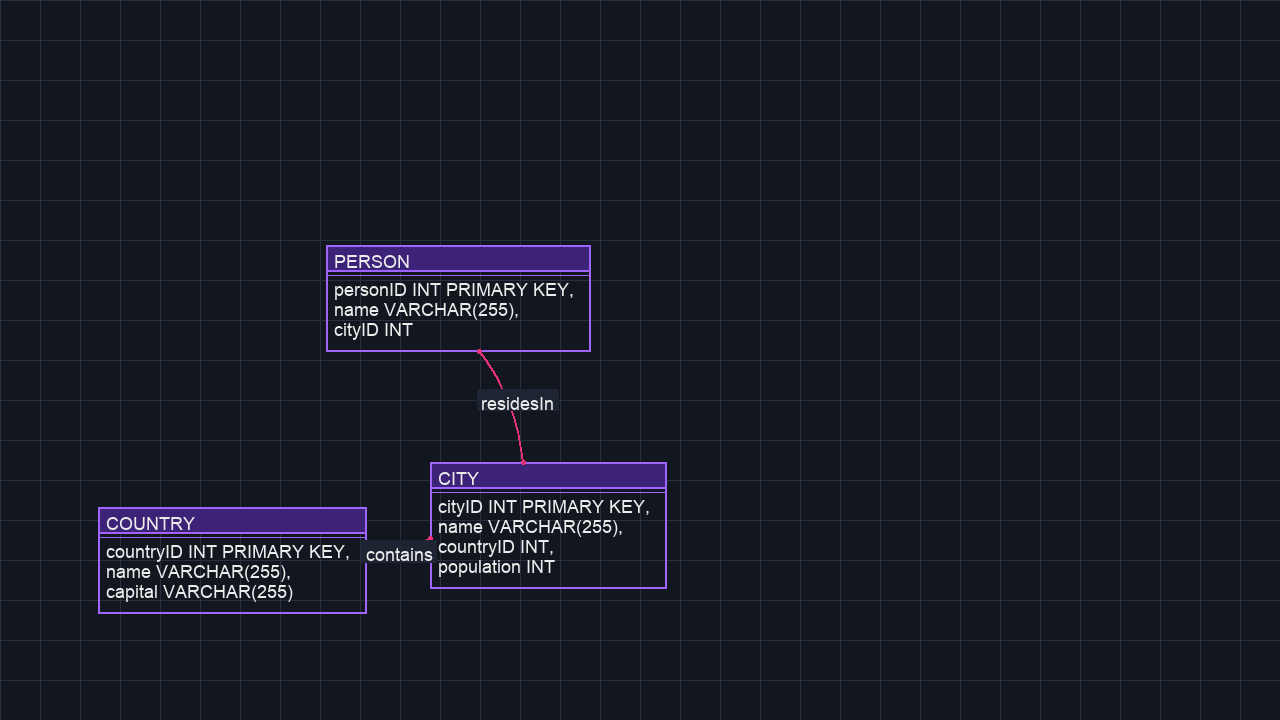 PERSON
personID INT PRIMARY KEY,
name VARCHAR(255),
cityID INT
residesIn
CITY
cityID INT PRIMARY KEY,
name VARCHAR(255),
countryID INT,
population INT
contains
COUNTRY
countryID INT PRIMARY KEY,
name VARCHAR(255),
capital VARCHAR(255)